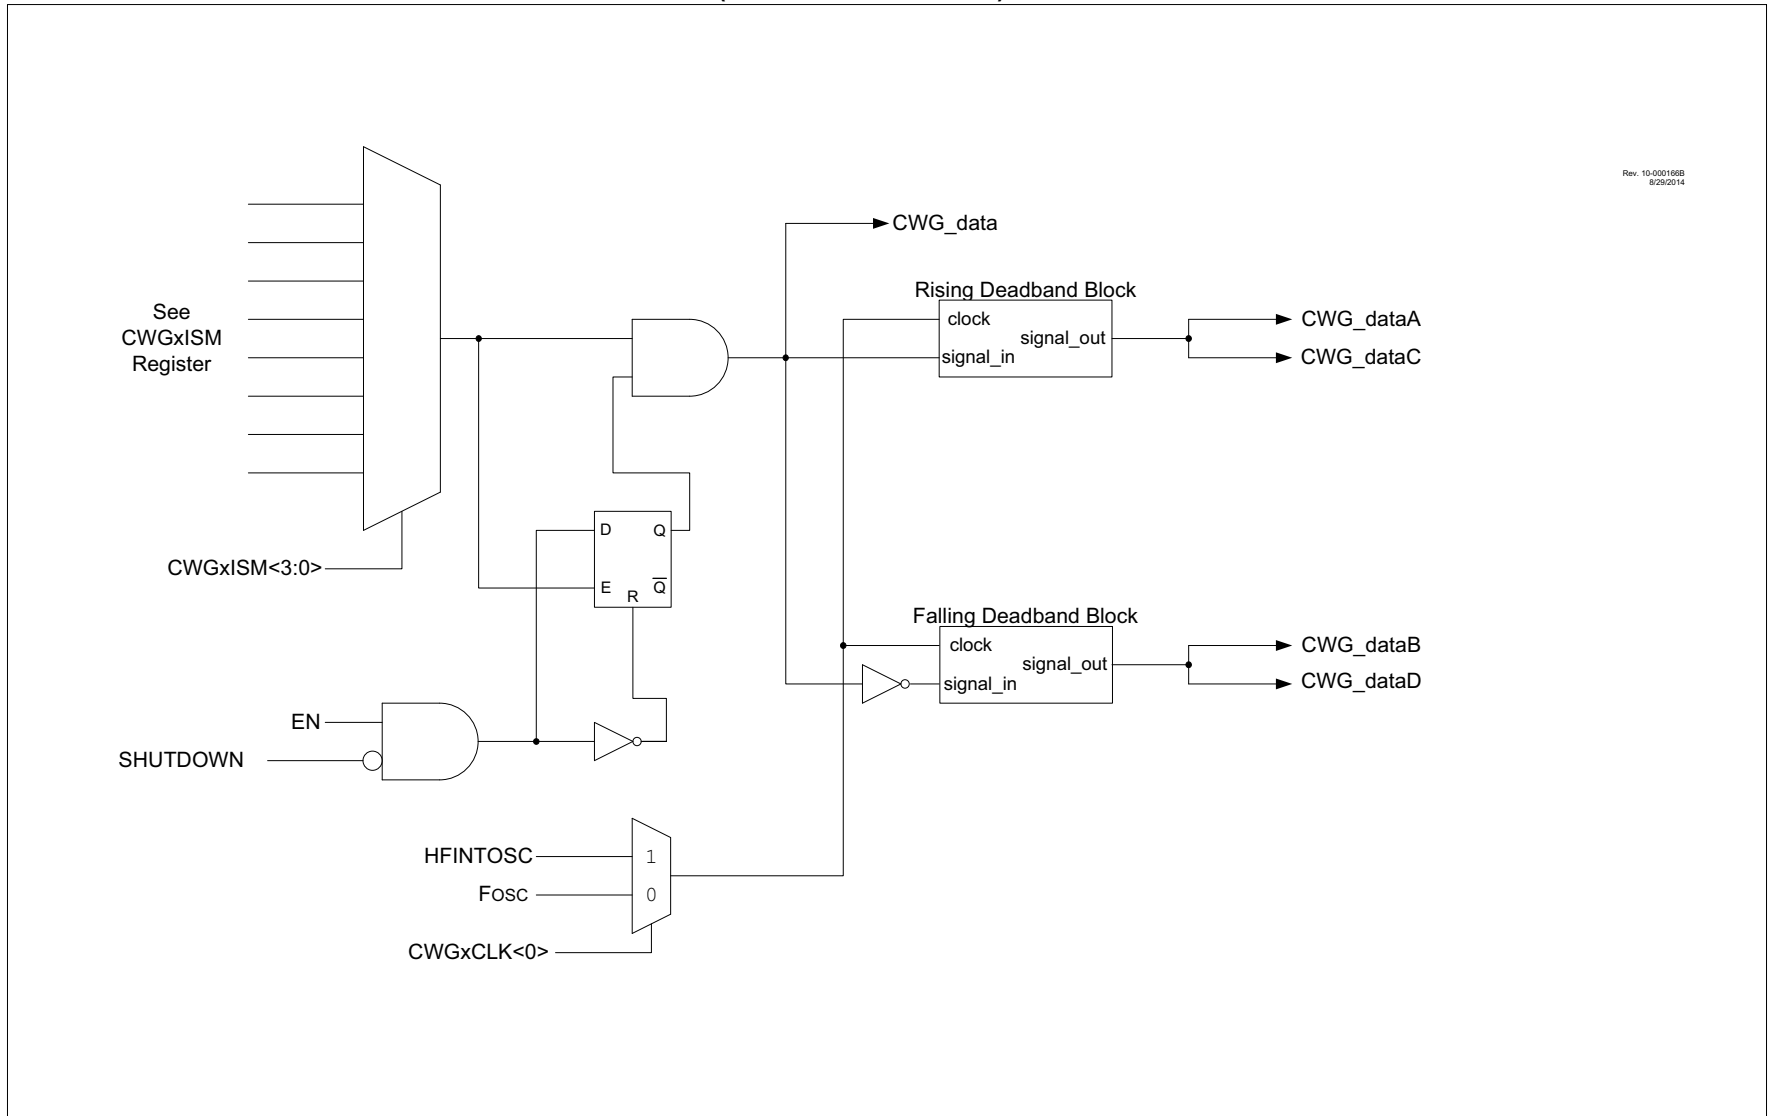 Rev. 10-000166B
8/29/2014
CWG_data
Rising Deadband Block
clock
signal_out
signal_in
CWG_dataA
CWG_dataC
See
CWGxISM
Register
CWGxISM<3:0>
D
Q
E
R
Q̅
Falling Deadband Block
clock
signal_out
signal_in
CWG_dataB
CWG_dataD
EN
SHUTDOWN
HFINTOSC
1
FOSC
0
CWGxCLK<0>